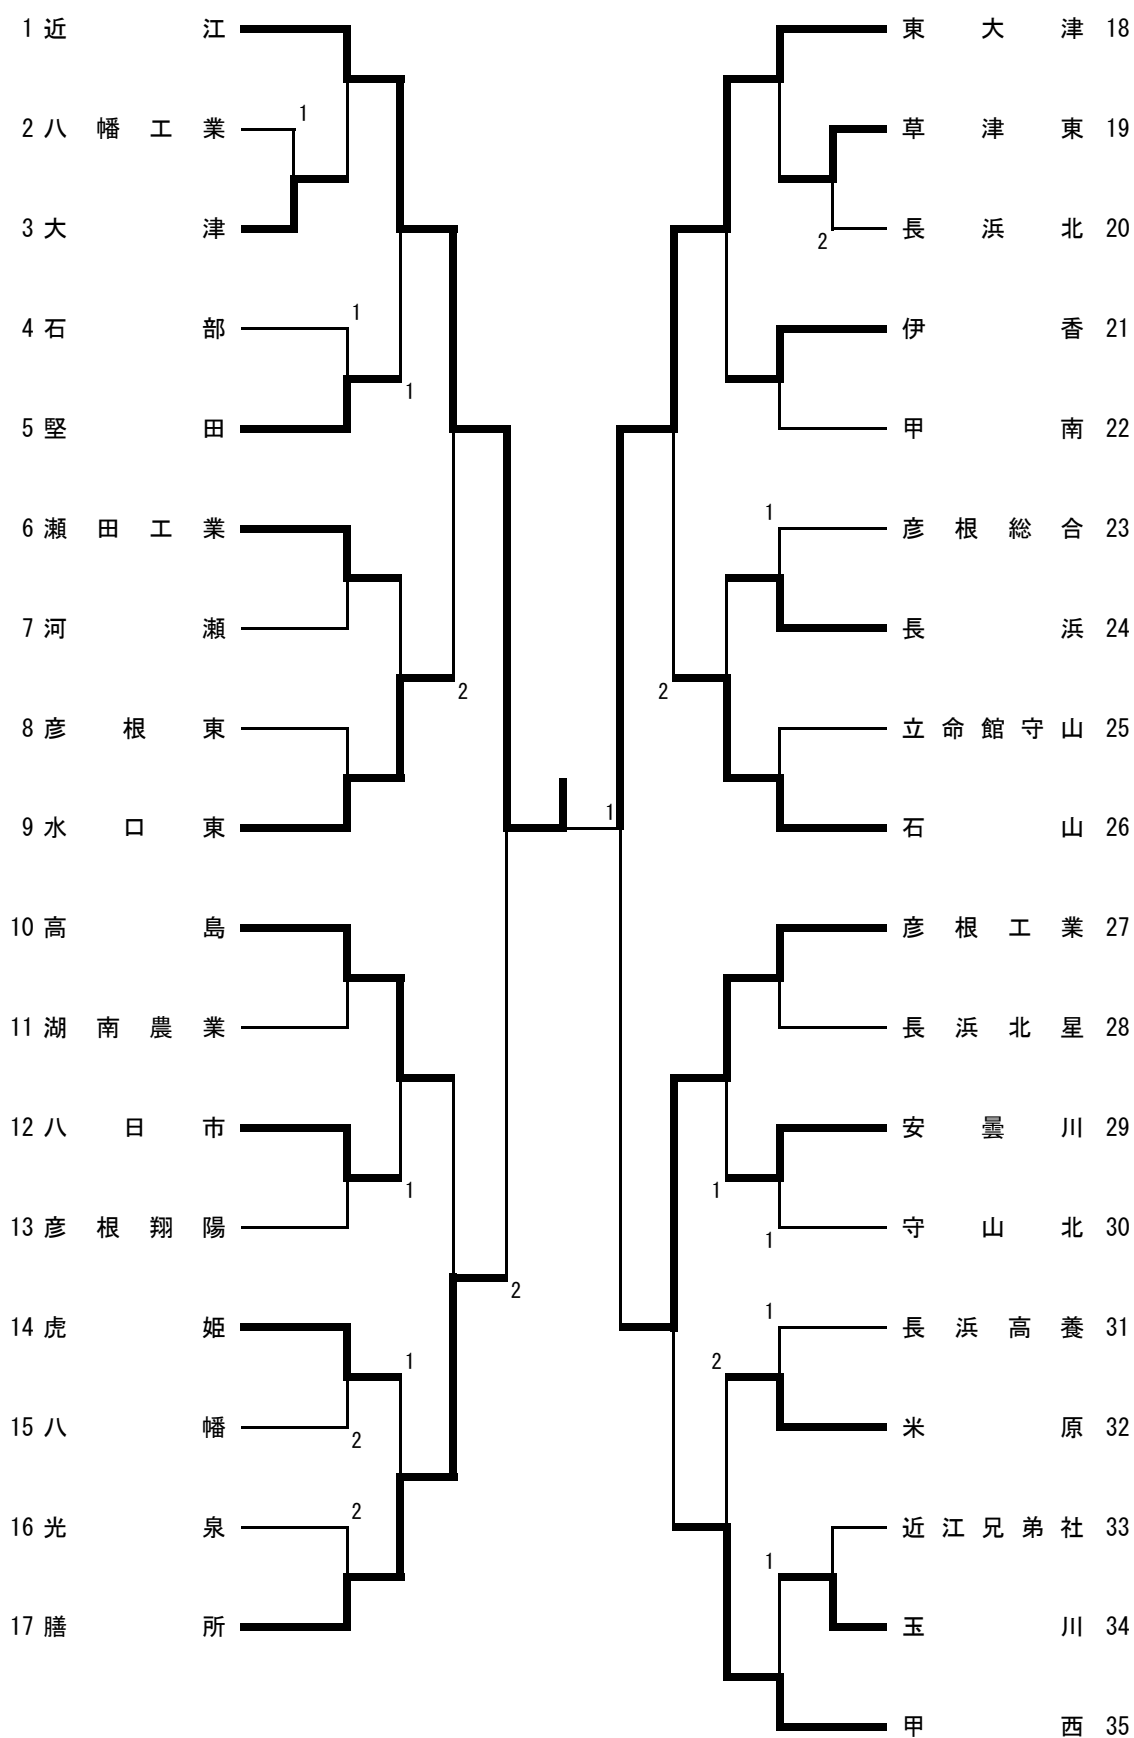 1 近江
2 八幡工業
3 大津
4 石部
5 堅田
6 瀬田工業
7 河瀬
8 彦根東
9 水口東
10 高島
11 湖南農業
12 八日市
13 彦根翔陽
14 虎姫
15 八幡
16 光泉
17 膳所
1
1
1
2
1
1
2
2
2
1
2
1
2
1
1
1
2
1
東大津 18
草津東 19
長浜北 20
伊香 21
甲南 22
彦根総合 23
長浜 24
立命館守山 25
石山 26
彦根工業 27
長浜北星 28
安曇川 29
守山北 30
長浜高養 31
米原 32
近江兄弟社 33
玉川 34
甲西 35